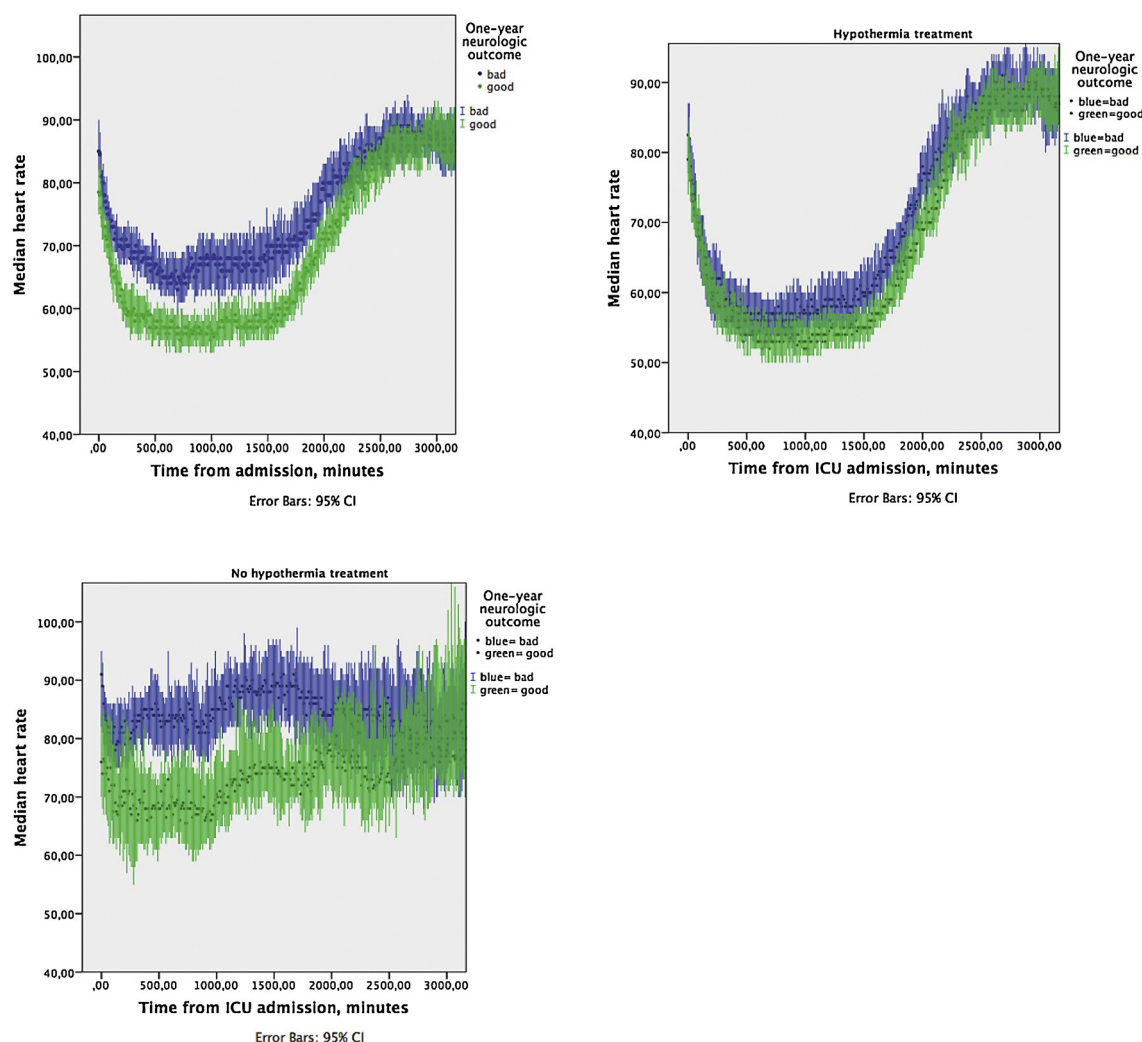 One-year
neurologic
outcome
bad
good
bad
good
100,00
90,00
80,00
70,00
60,00
50,00
40,00
Median heart rate
,00 500,00 1000,00 1500,00 2000,00 2500,00 3000,00
Time from admission, minutes
Error Bars: 95% CI
Hypothermia treatment
One-year
neurologic
outcome
blue=bad
green=good
blue=bad
green=good
90,00
80,00
70,00
60,00
50,00
40,00
Median heart rate
,00 500,00 1000,00 1500,00 2000,00 2500,00 3000,00
Time from ICU admission, minutes
Error Bars: 95% CI
No hypothermia treatment
One-year
neurologic
outcome
blue= bad
green= good
blue= bad
green= good
100,00
90,00
80,00
70,00
60,00
50,00
40,00
Median heart rate
,00 500,00 1000,00 1500,00 2000,00 2500,00 3000,00
Time from ICU admission, minutes
Error Bars: 95% CI